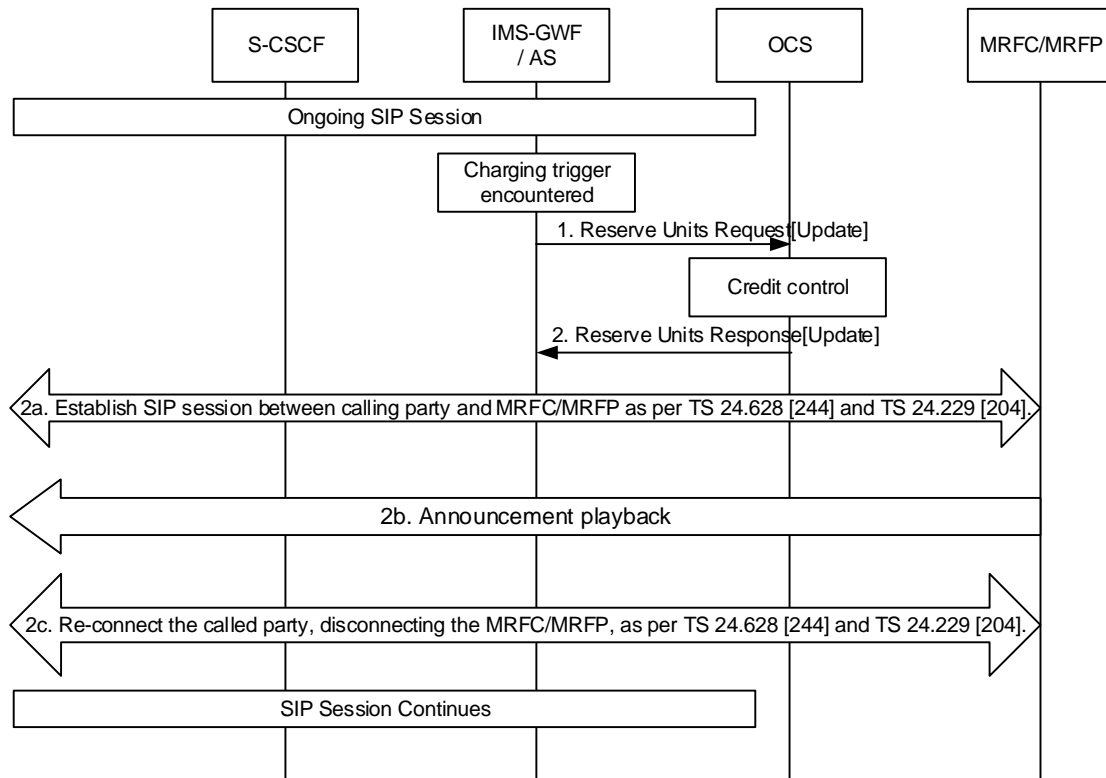 S-CSCF
IMS-GWF
/ AS
OCS
MRFC/MRFP
Ongoing SIP Session
Charging trigger
encountered
1. Reserve Units Request[Update]
Credit control
2. Reserve Units Response[Update]
2a. Establish SIP session between calling party and MRFC/MRFP as per TS 24.628 [244] and TS 24.229 [204].
2b. Announcement playback
2c. Re-connect the called party, disconnecting the MRFC/MRFP, as per TS 24.628 [244] and TS 24.229 [204].
SIP Session Continues